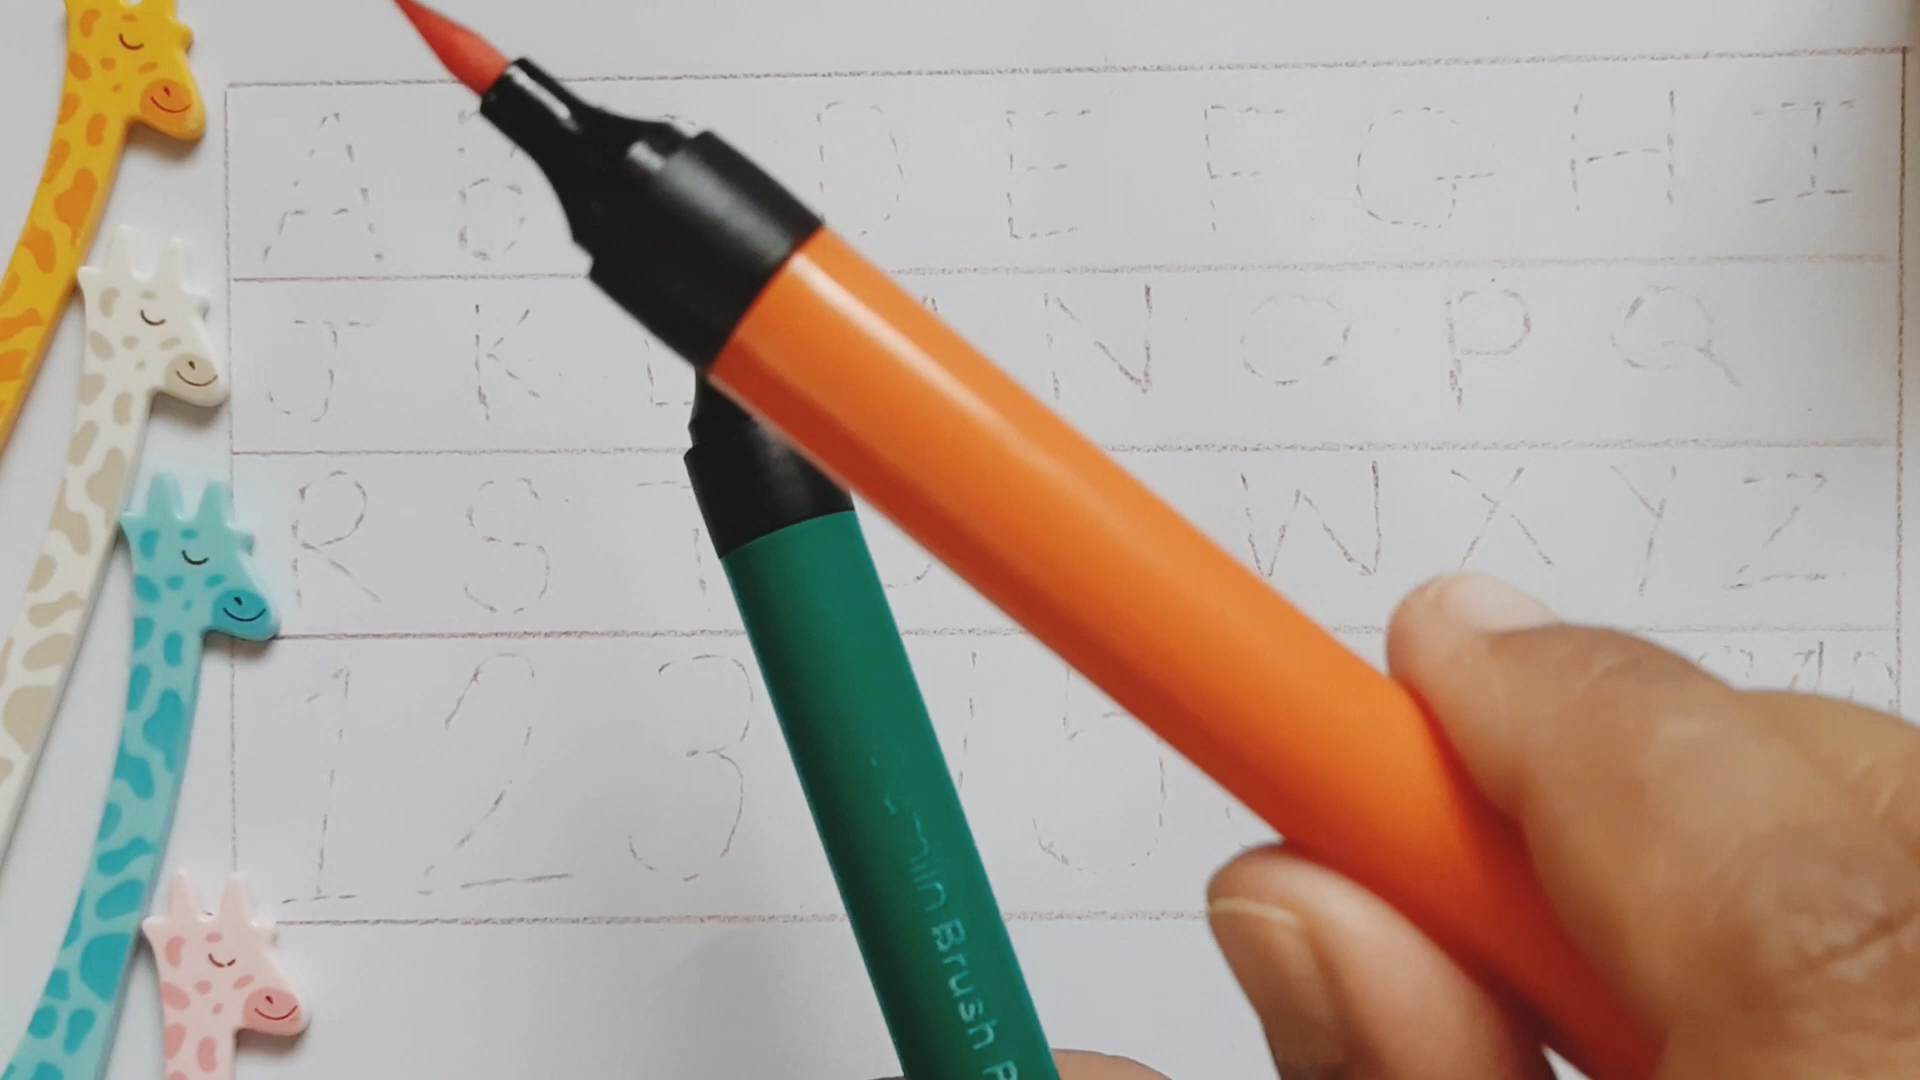 A B D E F G H I
J K L N O P Q
R S T U W X Y Z
1 2 3 5
Brush